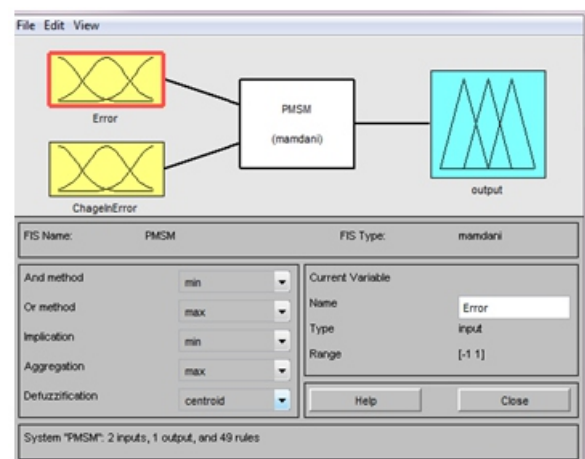 File Edit View
Error
PMSM
(mamdani)
ChageInError
output
FIS Name: PMSM FIS Type: mamdani
And method min
Or method max
Implication min
Aggregation max
Defuzzification centroid
Current Variable
Name Error
Type input
Range [-1 1]
Help Close
System "PMSM": 2 inputs, 1 output, and 49 rules